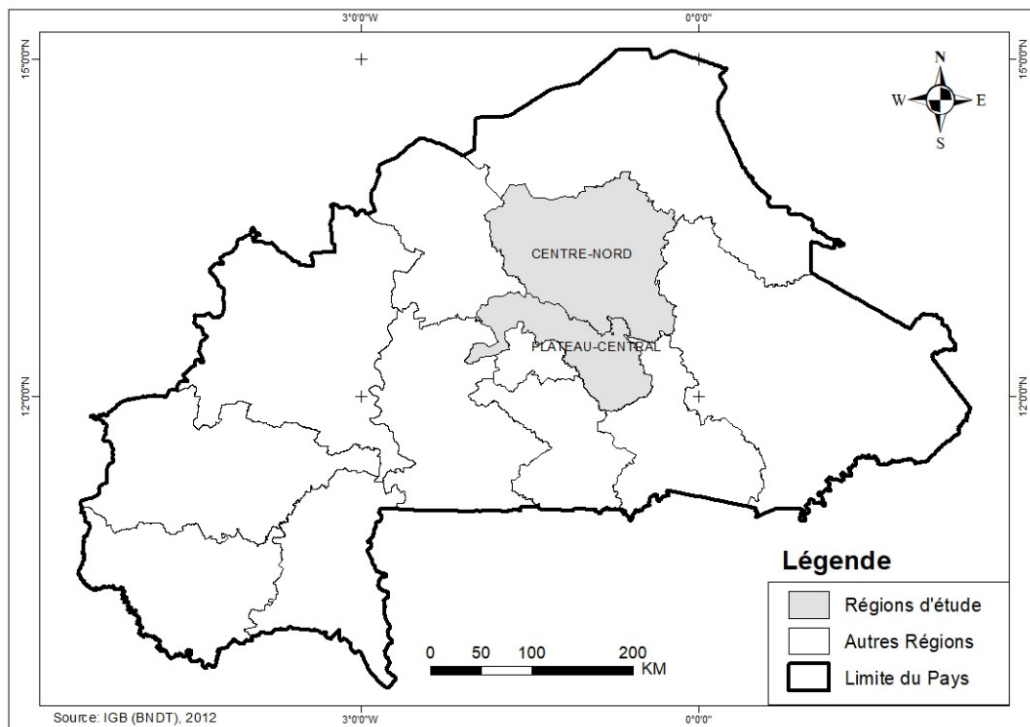 3°0'0"W 0°0'0"
15°0'0"N 15°0'0"N
N
W E
S
CENTRE-NORD
PLATEAU-CENTRAL
12°0'0"N 12°0'0"N
Légende
Régions d'étude
Autres Régions
Limite du Pays
0 50 100 200
KM
Source: IGB (BNDT), 2012
3°0'0"W 0°0'0"